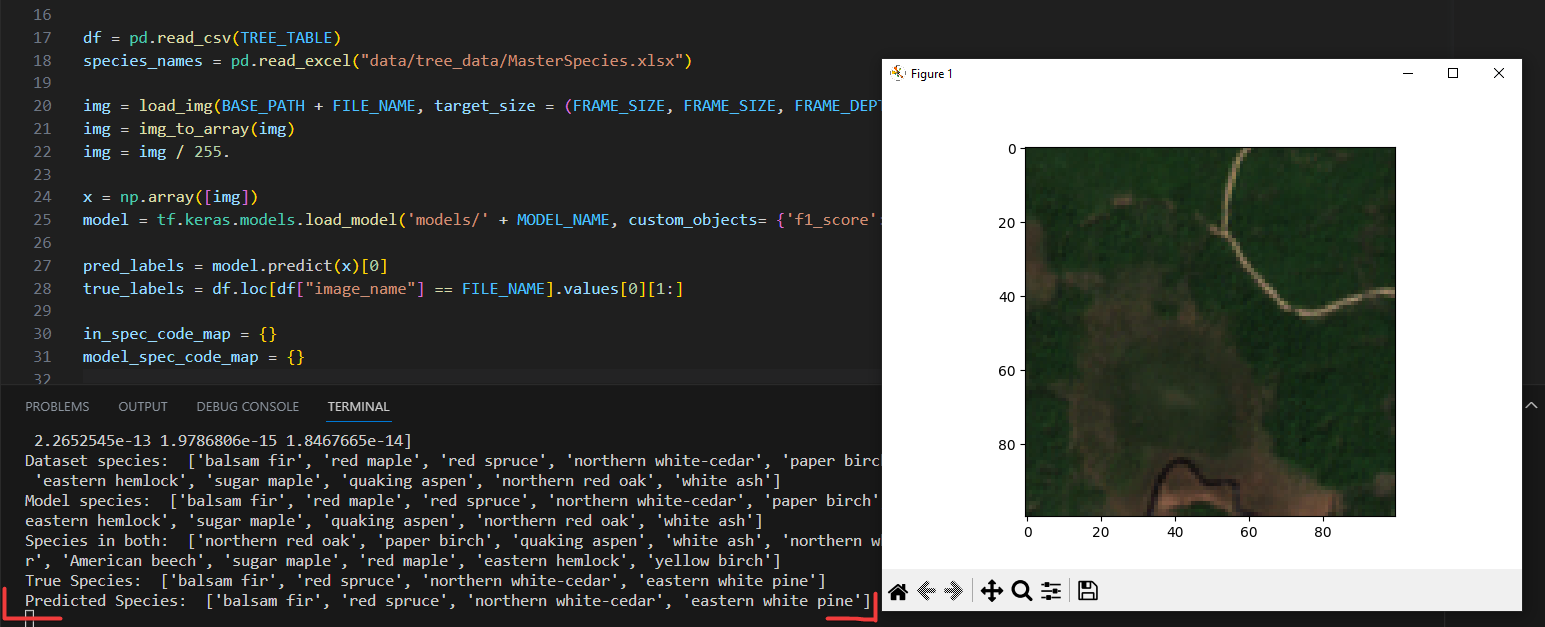 16
17 df = pd.read_csv(TREE_TABLE)
18 species_names = pd.read_excel("data/tree_data/MasterSpecies.xlsx")
19
20 img = load_img(BASE_PATH + FILE_NAME, target_size = (FRAME_SIZE, FRAME_SIZE, FRAME_DEPT
21 img = img_to_array(img)
22 img = img / 255.
23
24 x = np.array([img])
25 model = tf.keras.models.load_model('models/' + MODEL_NAME, custom_objects= {'f1_score':
26
27 pred_labels = model.predict(x)[0]
28 true_labels = df.loc[df["image_name"] == FILE_NAME].values[0][1:]
29
30 in_spec_code_map = {}
31 model_spec_code_map = {}
32
PROBLEMS OUTPUT DEBUG CONSOLE TERMINAL
2.2652545e-13 1.9786806e-15 1.8467665e-14]
Dataset species:  ['balsam fir', 'red maple', 'red spruce', 'northern white-cedar', 'paper birc
'eastern hemlock', 'sugar maple', 'quaking aspen', 'northern red oak', 'white ash']
Model species:  ['balsam fir', 'red maple', 'red spruce', 'northern white-cedar', 'paper birch'
eastern hemlock', 'sugar maple', 'quaking aspen', 'northern red oak', 'white ash']
Species in both:  ['northern red oak', 'paper birch', 'quaking aspen', 'white ash', 'northern w
r', 'American beech', 'sugar maple', 'red maple', 'eastern hemlock', 'yellow birch']
True Species:  ['balsam fir', 'red spruce', 'northern white-cedar', 'eastern white pine']
Predicted Species:  ['balsam fir', 'red spruce', 'northern white-cedar', 'eastern white pine']
Figure 1
0
20
40
60
80
0 20 40 60 80